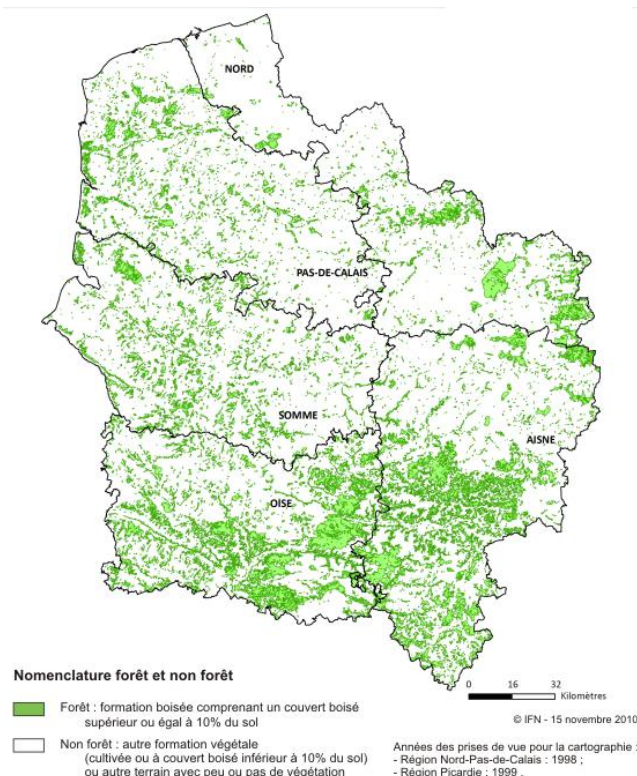 NORD
PAS-DE-CALAIS
SOMME
AISNE
OISE
Nomenclature forêt et non forêt
Forêt : formation boisée comprenant un couvert boisé
supérieur ou égal à 10% du sol
Non forêt : autre formation végétale
(cultivée ou à couvert boisé inférieur à 10% du sol)
ou autre terrain avec peu ou pas de végétation
0 16 32
Kilomètres
© IFN - 15 novembre 2010
Années des prises de vue pour la cartographie :
- Région Nord-Pas-de-Calais : 1998 ;
- Région Picardie : 1996 .